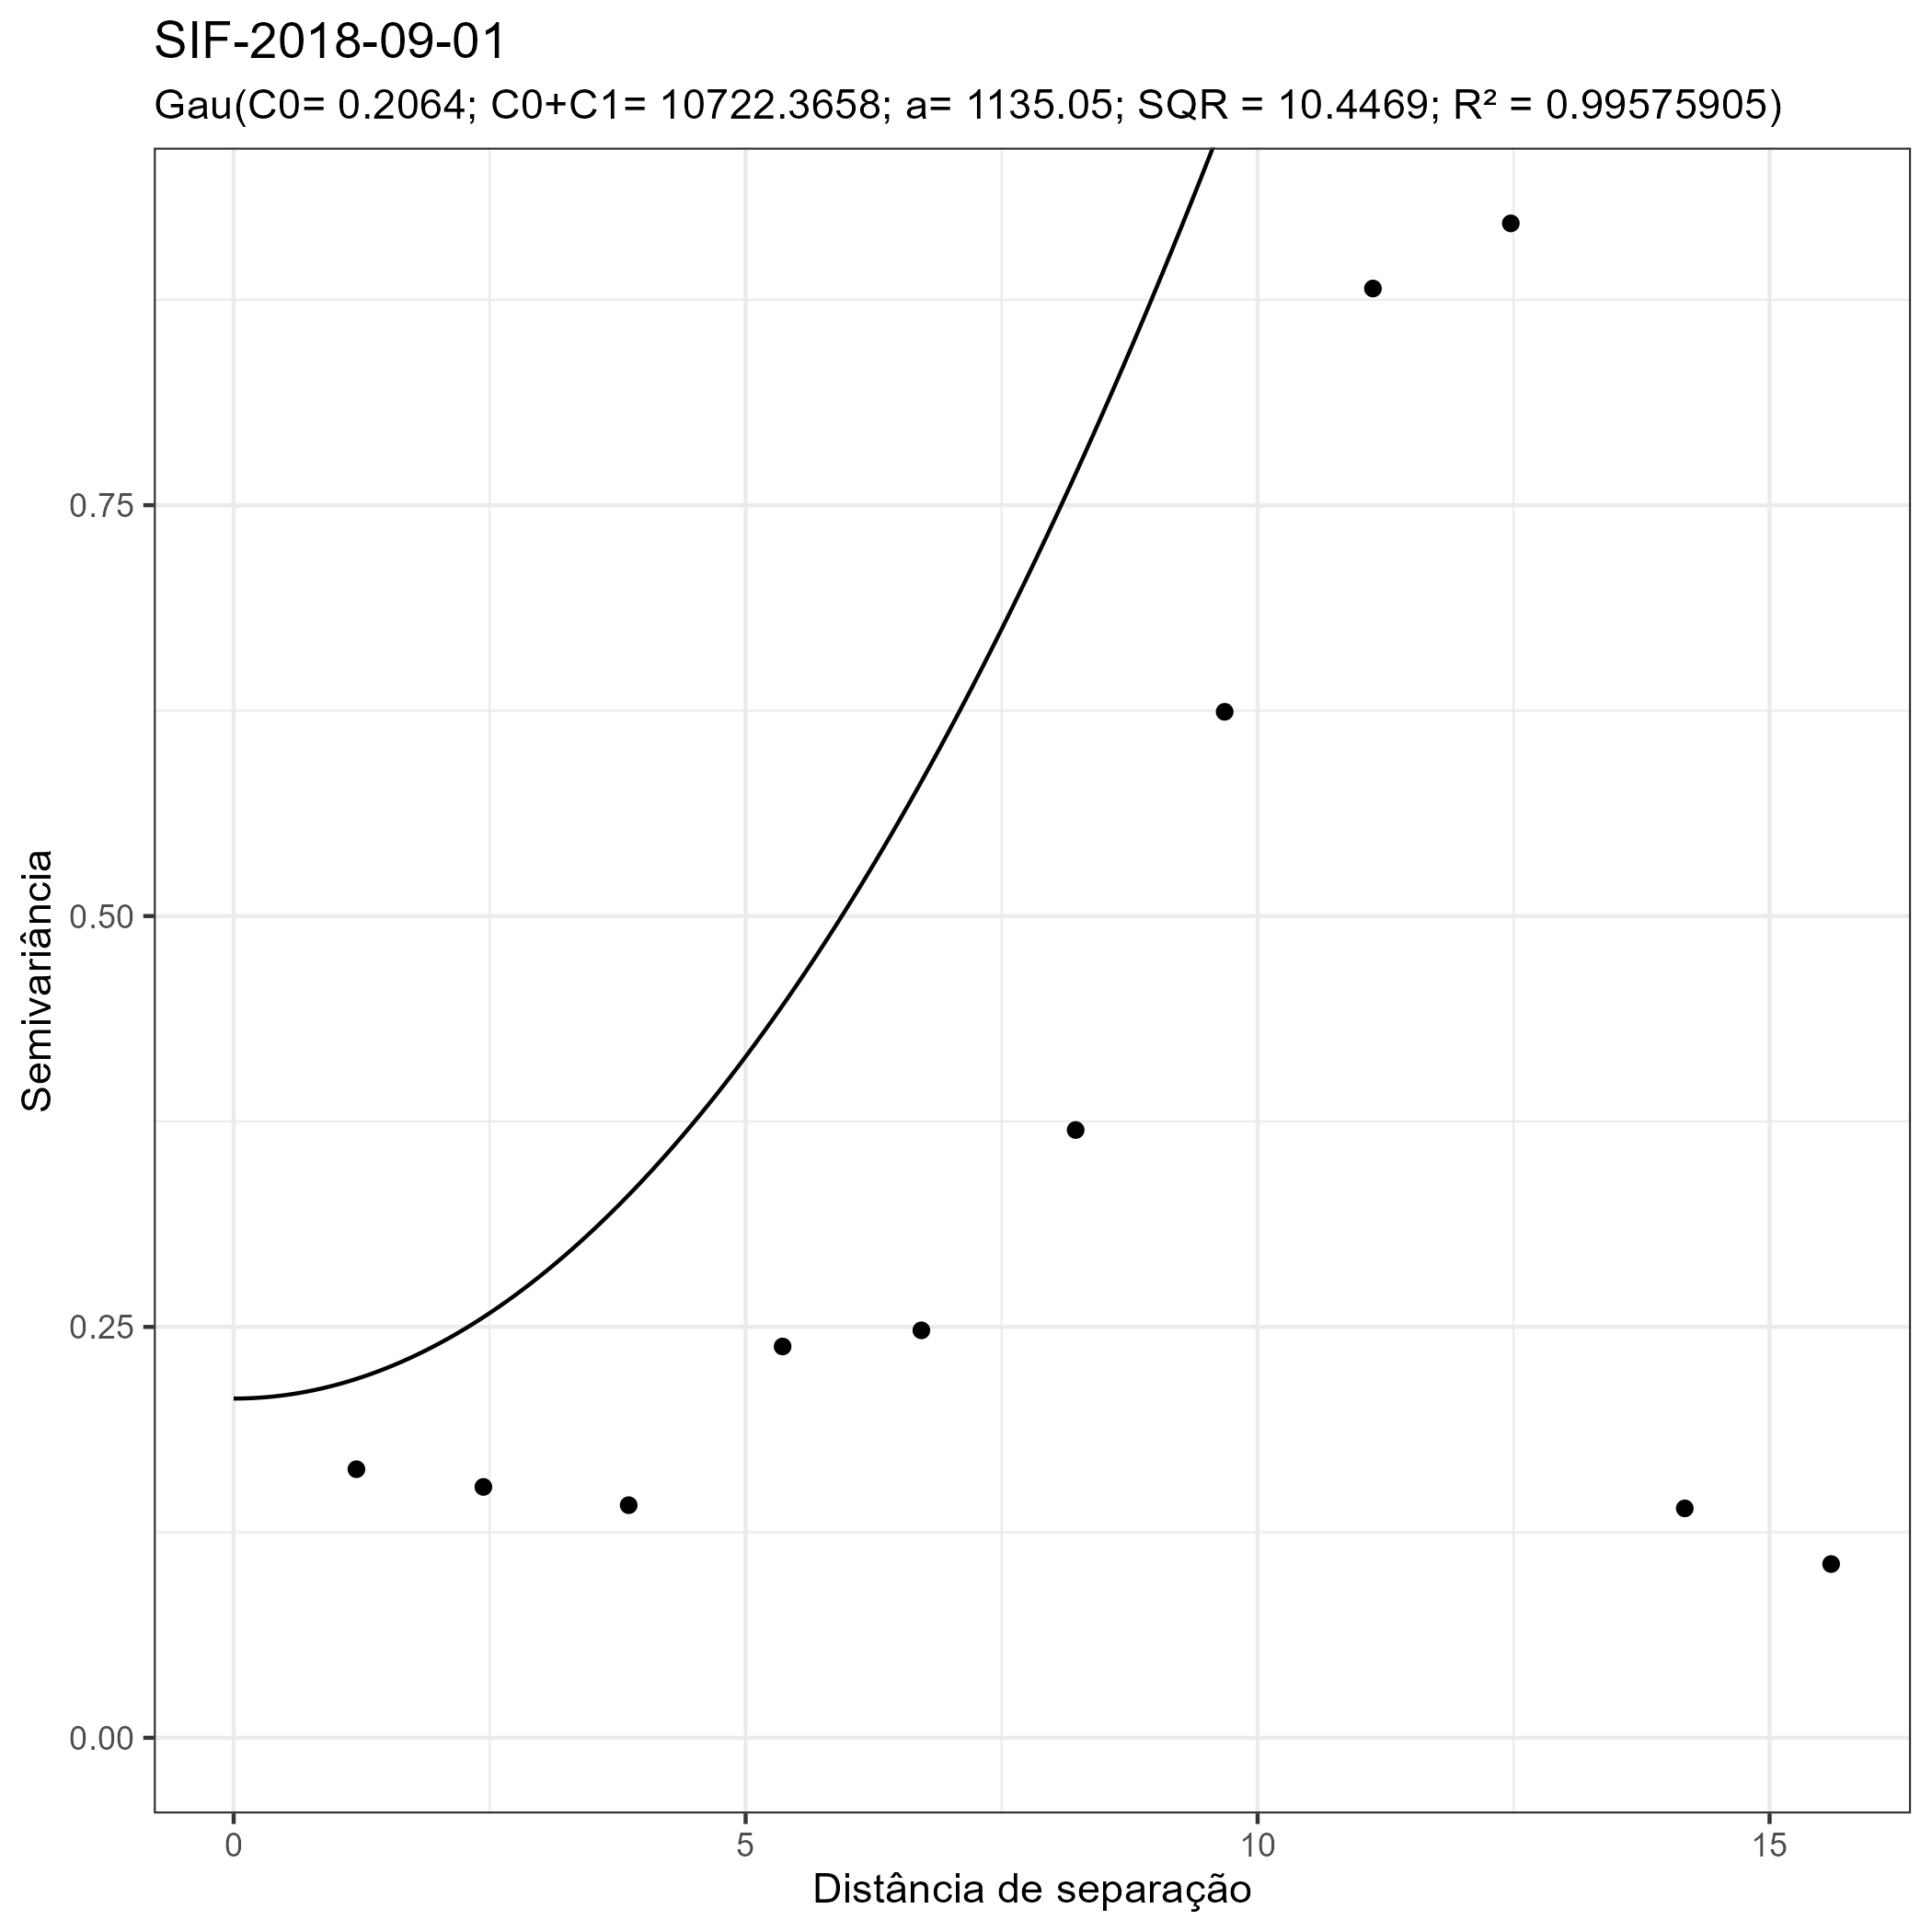 SIF-2018-09-01
Gau(C0= 0.2064; C0+C1= 10722.3658; a= 1135.05; SQR = 10.4469; R² = 0.99575905)
Semivariância
0.75
0.50
0.25
0.00
0 5 10 15
Distância de separação